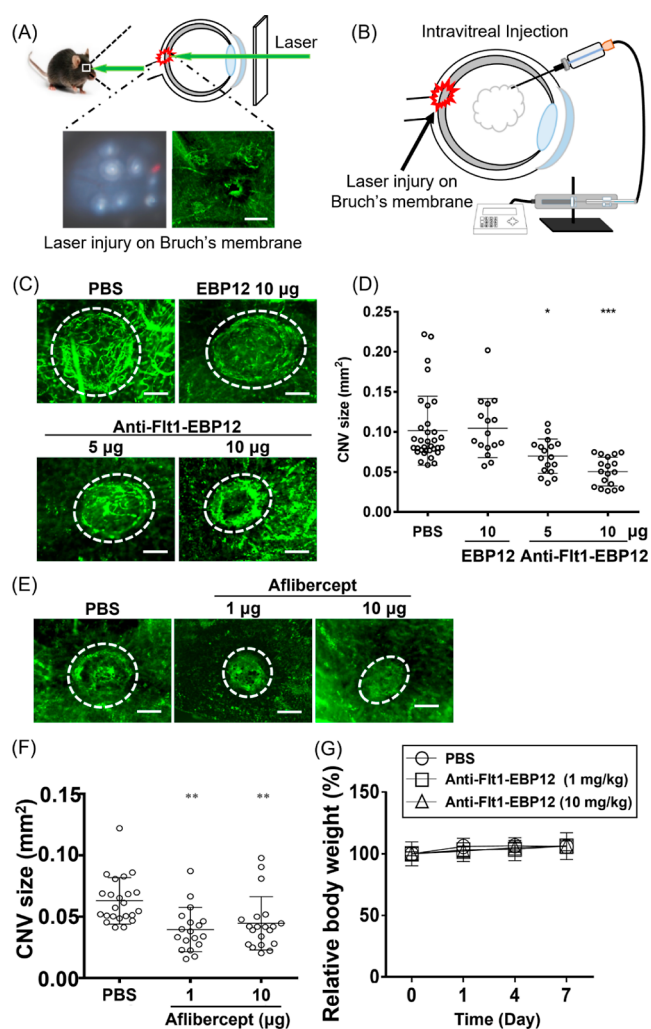 (A)
Laser
Laser injury on Bruch's membrane
(B)
Intravitreal Injection
Laser injury on
Bruch's membrane
(C)
PBS
EBP12 10 µg
Anti-Flt1-EBP12
5 µg
10 µg
(D)
CNV size (mm²)
0.25
0.20
0.15
0.10
0.05
0.00
*
***
PBS
10
5
10
µg
EBP12
Anti-Flt1-EBP12
(E)
Aflibercept
PBS
1 µg
10 µg
(F)
CNV size (mm²)
0.15
0.10
0.05
0.00
**
**
PBS
1
10
Aflibercept (µg)
(G)
PBS
Anti-Flt1-EBP12 (1 mg/kg)
Anti-Flt1-EBP12 (10 mg/kg)
Relative body weight (%)
150
100
50
0
0
1
4
7
Time (Day)